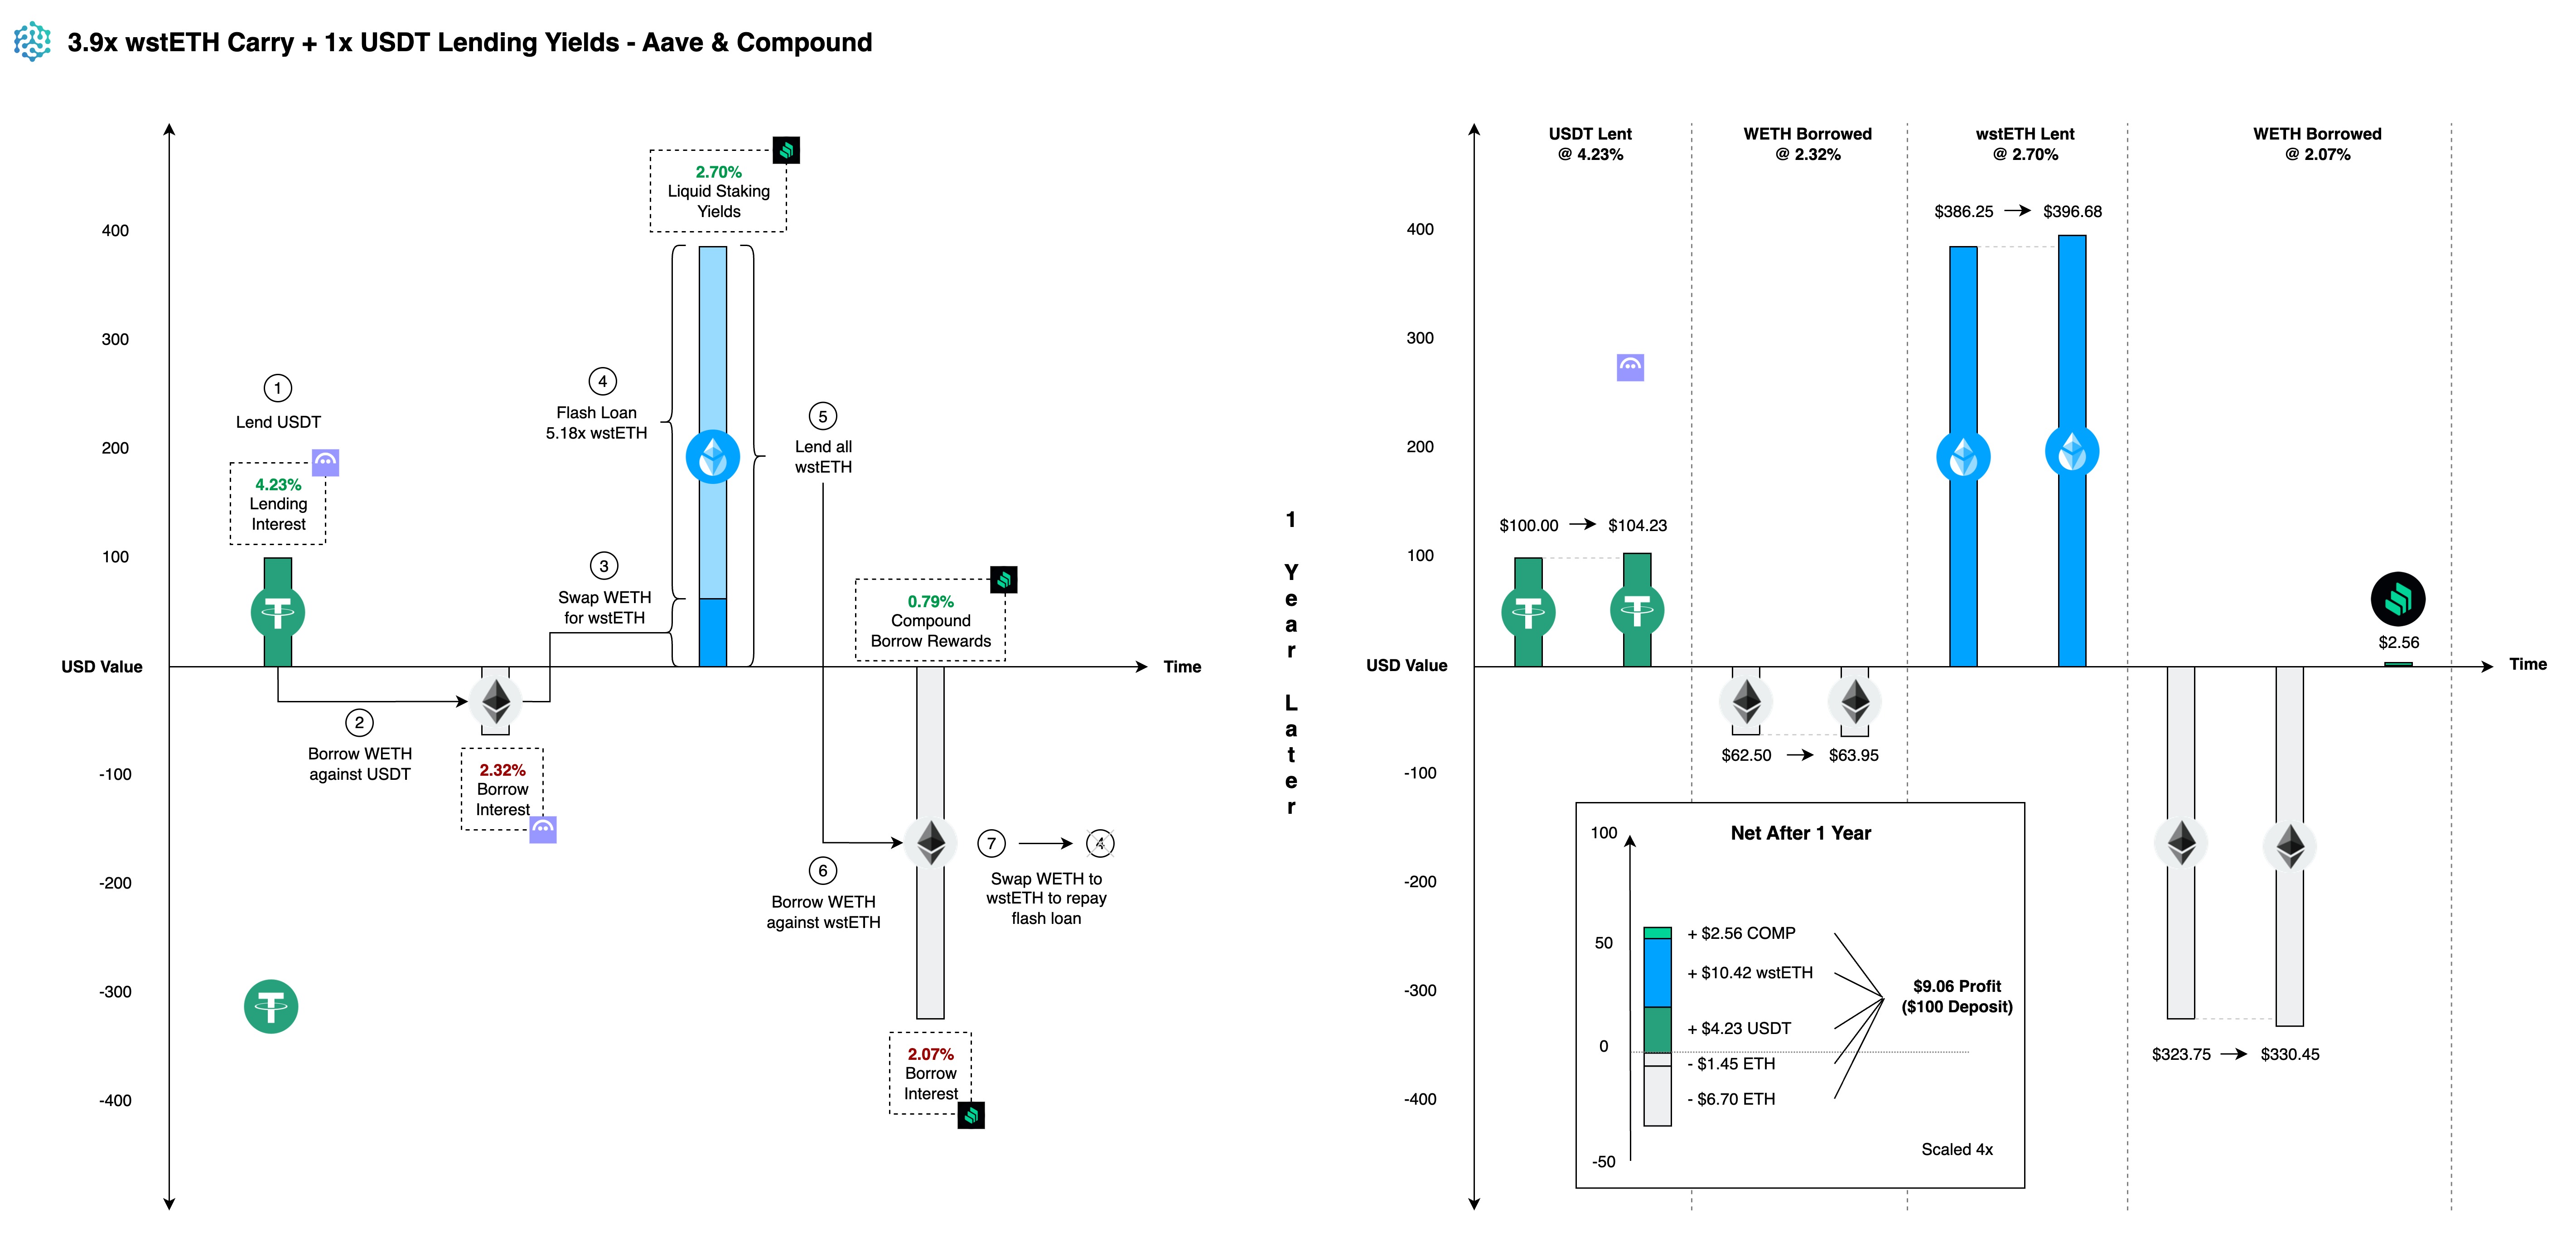 3.9x wstETH Carry + 1x USDT Lending Yields - Aave & Compound
400
300
200
100
USD Value
-100
-200
-300
-400
Time
1
Lend USDT
4.23%
Lending
Interest
2
Borrow WETH
against USDT
2.32%
Borrow
Interest
3
Swap WETH
for wstETH
4
Flash Loan
5.18x wstETH
2.70%
Liquid Staking
Yields
5
Lend all
wstETH
0.79%
Compound
Borrow Rewards
6
Borrow WETH
against wstETH
7
4
Swap WETH to
wstETH to repay
flash loan
2.07%
Borrow
Interest
1 Year Later
USDT Lent
@ 4.23%
WETH Borrowed
@ 2.32%
wstETH Lent
@ 2.70%
WETH Borrowed
@ 2.07%
400
300
200
100
USD Value
-100
-200
-300
-400
Time
$100.00
$104.23
$62.50
$63.95
$386.25
$396.68
$323.75
$330.45
$2.56
Net After 1 Year
100
50
0
-50
+ $2.56 COMP
+ $10.42 wstETH
+ $4.23 USDT
- $1.45 ETH
- $6.70 ETH
$9.06 Profit
($100 Deposit)
Scaled 4x